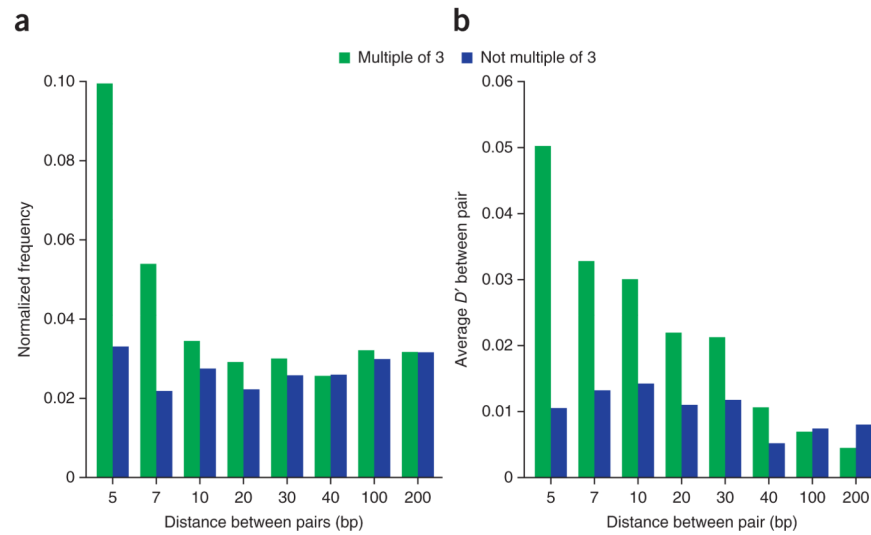 a
b
Multiple of 3 Not multiple of 3
0.10
0.08
0.06
0.04
0.02
0
Normalized frequency
5 7 10 20 30 40 100 200
Distance between pairs (bp)
0.06
0.05
0.04
0.03
0.02
0.01
0
Average D′ between pair
5 7 10 20 30 40 100 200
Distance between pair (bp)